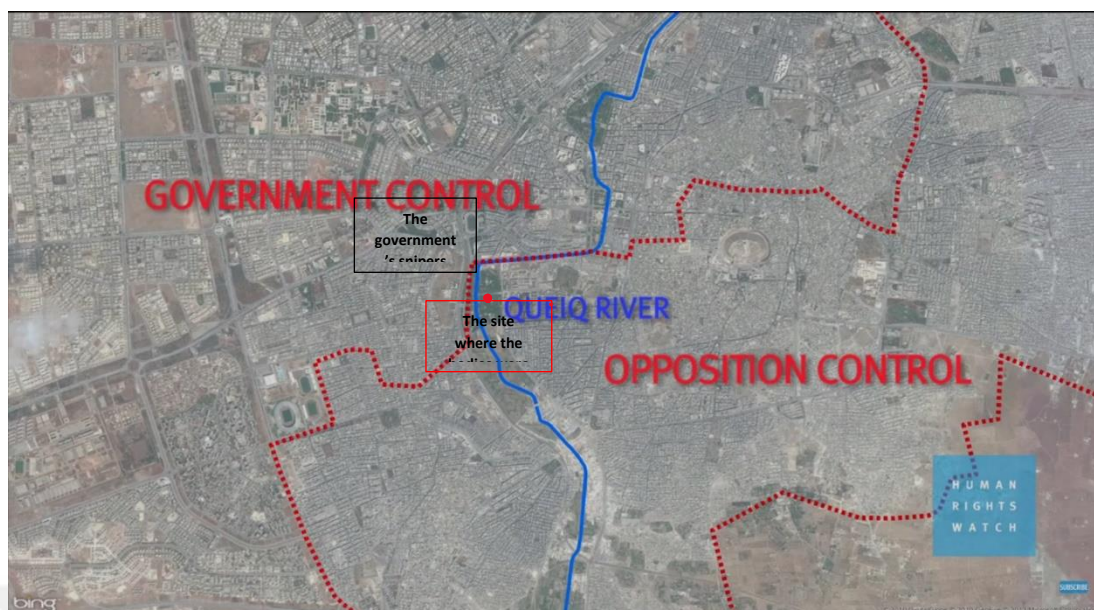 GOVERNMENT CONTROL
The
government
's snipers
QUEIQ RIVER
The site
where the
OPPOSITION CONTROL
HUMAN
RIGHTS
WATCH
SUBSCRIBE
bing